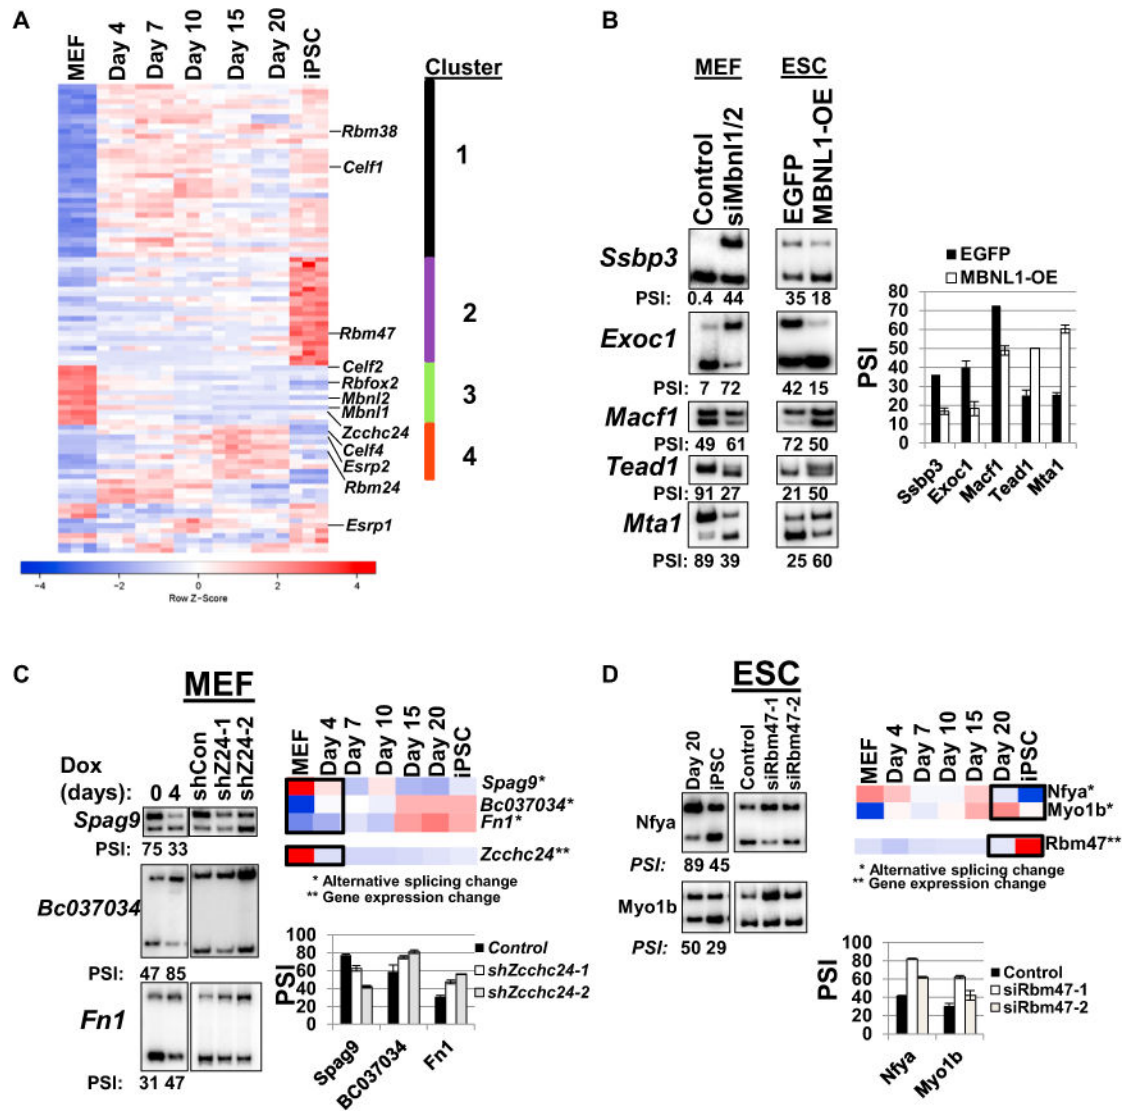 A
MEF
Day 4
Day 7
Day 10
Day 15
Day 20
iPSC
Cluster
Rbm38
Celf1
1
2
Rbm47
Celf2
Rbfox2
Mbnl2
Mbnl1
3
Zcchc24
Celf4
Esrp2
Rbm24
4
Esrp1
−4 −2 0 2 4
Row Z−Score
B
MEF ESC
Control
siMbnl1/2
EGFP
MBNL1-OE
Ssbp3
PSI: 0.4 44 35 18
Exoc1
PSI: 7 72 42 15
Macf1
PSI: 49 61 72 50
Tead1
PSI: 91 27 21 50
Mta1
PSI: 89 39 25 60
EGFP
MBNL1-OE
PSI
80
70
60
50
40
30
20
10
0
Ssbp3
Exoc1
Macf1
Tead1
Mta1
C
MEF
Dox
(days): 0 4
shCon
shZ24-1
shZ24-2
Spag9
PSI: 75 33
Bc037034
PSI: 47 85
Fn1
PSI: 31 47
MEF
Day 4
Day 7
Day 10
Day 15
Day 20
iPSC
Spag9*
Bc037034*
Fn1*
Zcchc24**
* Alternative splicing change
** Gene expression change
PSI
100
80
60
40
20
0
Control
shZcchc24-1
shZcchc24-2
Spag9
BC037034
Fn1
D
ESC
Day 20
iPSC
Control
siRbm47-1
siRbm47-2
Nfya
PSI: 89 45
Myo1b
PSI: 50 29
MEF
Day 4
Day 7
Day 10
Day 15
Day 20
iPSC
Nfya*
Myo1b*
Rbm47**
* Alternative splicing change
** Gene expression change
PSI
100
80
60
40
20
0
Control
siRbm47-1
siRbm47-2
Nfya
Myo1b